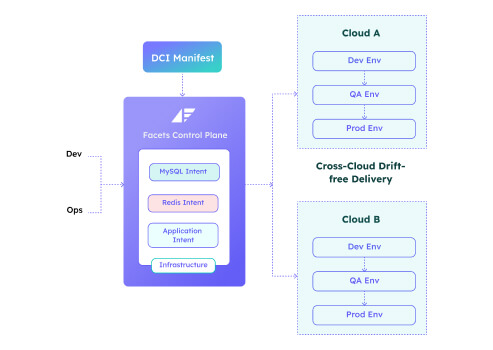 DCI Manifest
Facets Control Plane
Dev
Ops
MySQL Intent
Redis Intent
Application
Intent
Infrastructure
Cloud A
Dev Env
QA Env
Prod Env
Cross-Cloud Drift-
free Delivery
Cloud B
Dev Env
QA Env
Prod Env